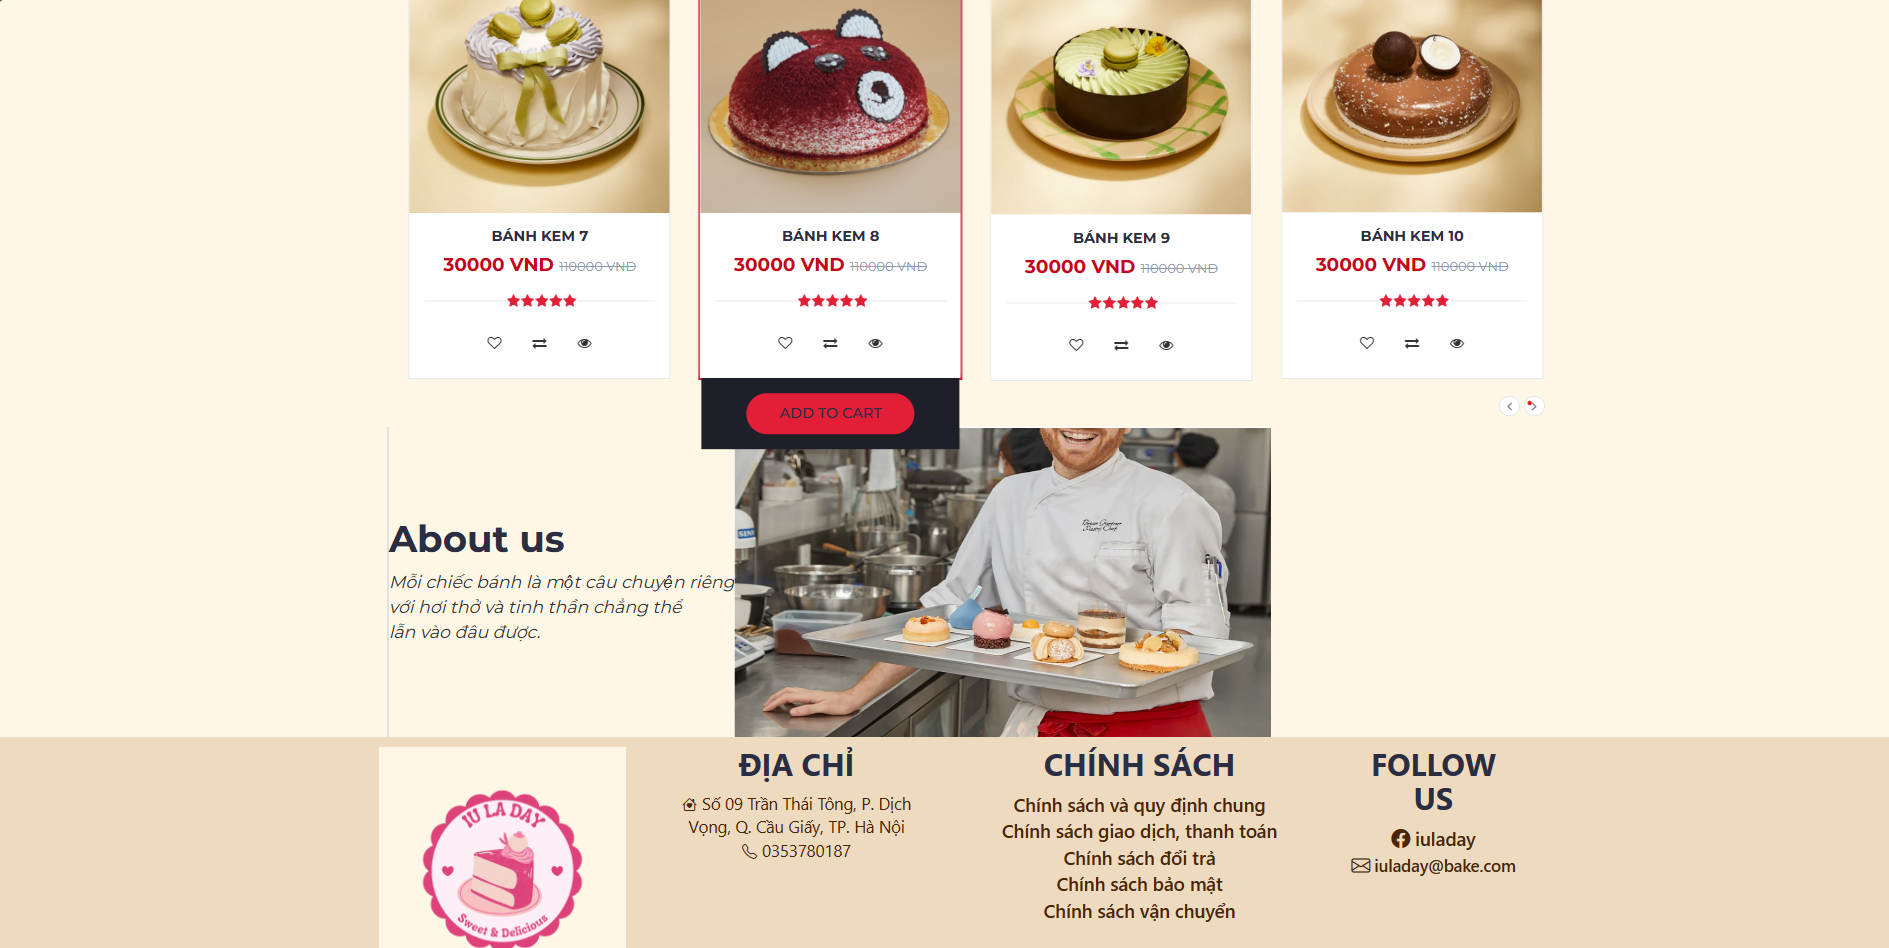 BÁNH KEM 7
30000 VND 110000 VND
BÁNH KEM 8
30000 VND 110000 VND
ADD TO CART
BÁNH KEM 9
30000 VND 110000 VND
BÁNH KEM 10
30000 VND 110000 VND
About us
Mỗi chiếc bánh là một câu chuyện riêng
với hơi thở và tinh thần chẳng thể
lẫn vào đâu được.
IU LA DAY
Sweet & Delicious
ĐỊA CHỈ
Số 09 Trần Thái Tông, P. Dịch
Vọng, Q. Cầu Giấy, TP. Hà Nội
0353780187
CHÍNH SÁCH
Chính sách và quy định chung
Chính sách giao dịch, thanh toán
Chính sách đổi trả
Chính sách bảo mật
Chính sách vận chuyển
FOLLOW
US
iuladay
iuladay@bake.com